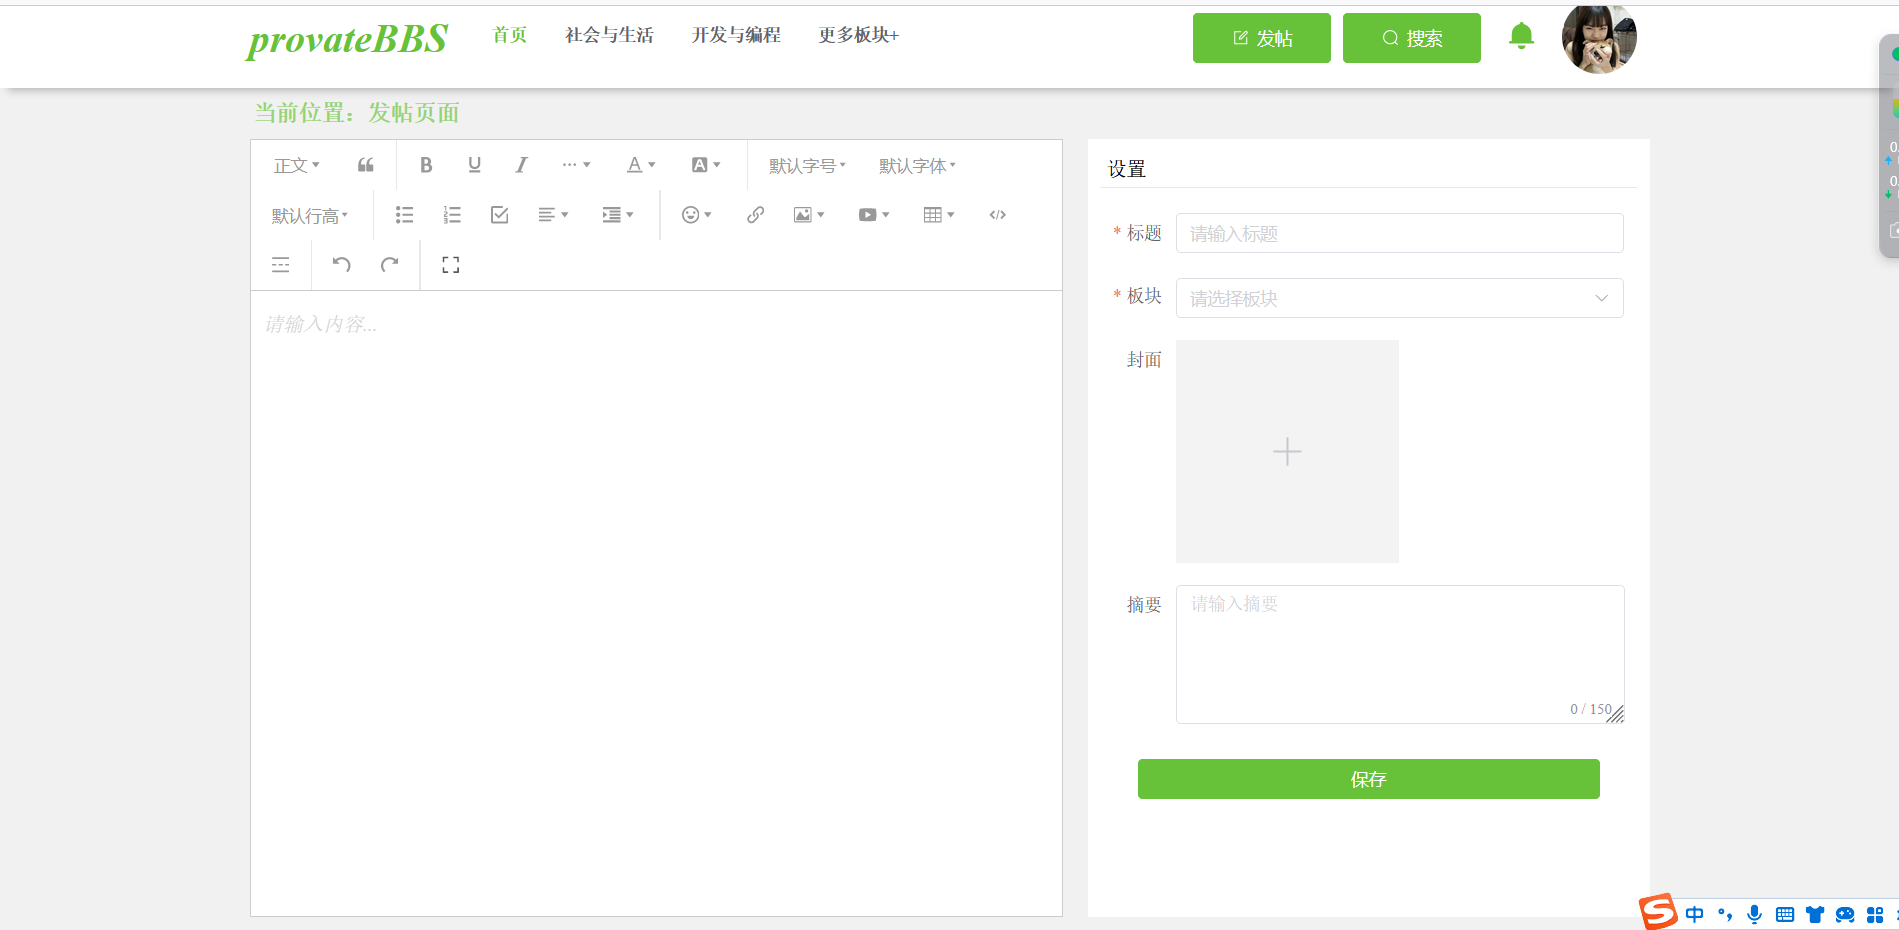 provateBBS 首页 社会与生活 开发与编程 更多板块+ 发帖 搜索
当前位置：发帖页面
正文 B U I A A 默认字号 默认字体
默认行高
请输入内容...
设置
* 标题 请输入标题
* 板块 请选择板块
封面
摘要 请输入摘要
0 / 150
保存
0.
0.
S 中